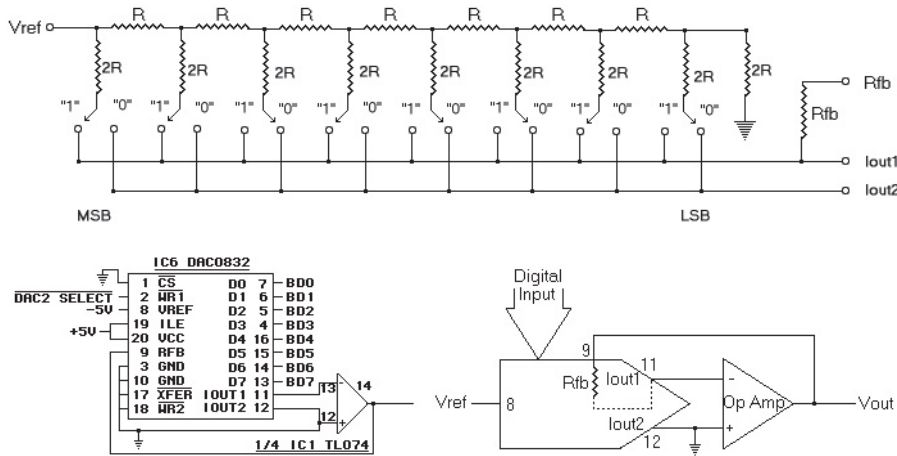 Vref R R R R R R R
2R 2R 2R 2R 2R 2R 2R 2R 2R
Rfb
Rfb
"1" "0" "1" "0" "1" "0" "1" "0" "1" "0" "1" "0" "1" "0" "1" "0"
Iout1
Iout2
MSB LSB
IC6 DAC0832
1 CS D0 7 BD0
DAC2 SELECT 2 WR1 D1 6 BD1
-5V 8 VREF D2 5 BD2
19 ILE D3 4 BD3
+5V 20 VCC D4 16 BD4
9 RFB D5 15 BD5
3 GND D6 14 BD6
10 GND D7 13 BD7
17 XFER IOUT1 11 13 - 14
18 WR2 IOUT2 12 12 +
1/4 IC1 TL074
Digital
Input
9
11
Rfb Iout1 -
Vref 8 Op Amp Vout
Iout2 +
12